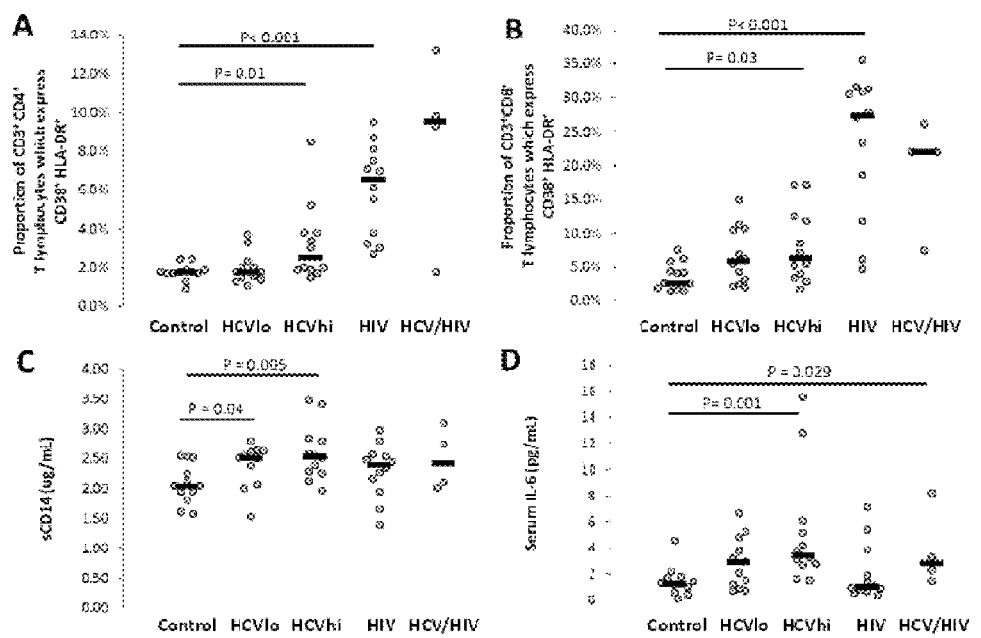 A
Proportion of CD3⁺ CD4⁺
T lymphocytes which express
CD38⁺ HLA-DR⁺
14.0%
12.0%
10.0%
8.0%
6.0%
4.0%
2.0%
0.0%
P< 0.001
P= 0.01
Control HCVlo HCVhi HIV HCV/HIV
B
Proportion of CD3⁺CD8⁺
T lymphocytes which express
CD38⁺ HLA-DR⁺
40.0%
35.0%
30.0%
25.0%
20.0%
15.0%
10.0%
5.0%
0.0%
P< 0.001
P= 0.03
Control HCVlo HCVhi HIV HCV/HIV
C
sCD14 (ug/mL)
4.00
3.50
3.00
2.50
2.00
1.50
1.00
0.50
0.00
P = 0.005
P = 0.04
Control HCVlo HCVhi HIV HCV/HIV
D
Serum IL-6 (pg/mL)
18
16
14
12
10
8
6
4
2
0
P = 0.029
P= 0.001
Control HCVlo HCVhi HIV HCV/HIV